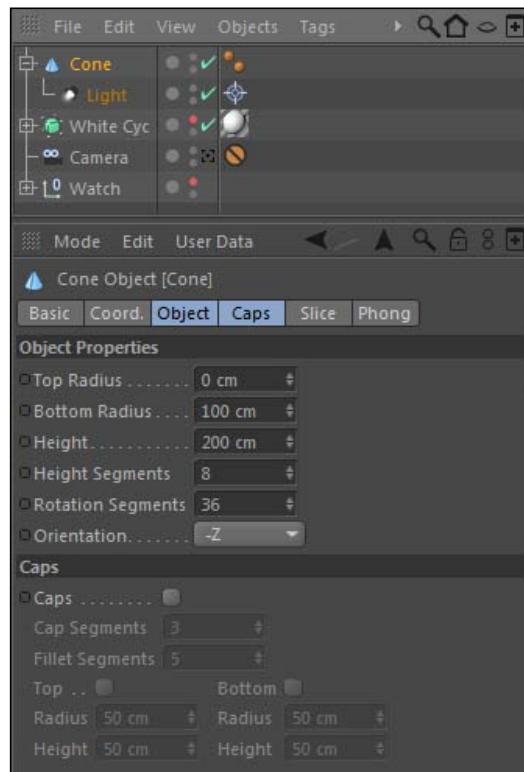 File Edit View Objects Tags
Cone
Light
White Cyc
Camera
Watch
Mode Edit User Data
Cone Object [Cone]
Basic Coord. Object Caps Slice Phong
Object Properties
Top Radius ....... 0 cm
Bottom Radius .... 100 cm
Height........... 200 cm
Height Segments 8
Rotation Segments 36
Orientation....... -Z
Caps
Caps ........
Cap Segments 3
Fillet Segments 5
Top .. Bottom
Radius 50 cm Radius 50 cm
Height 50 cm Height 50 cm